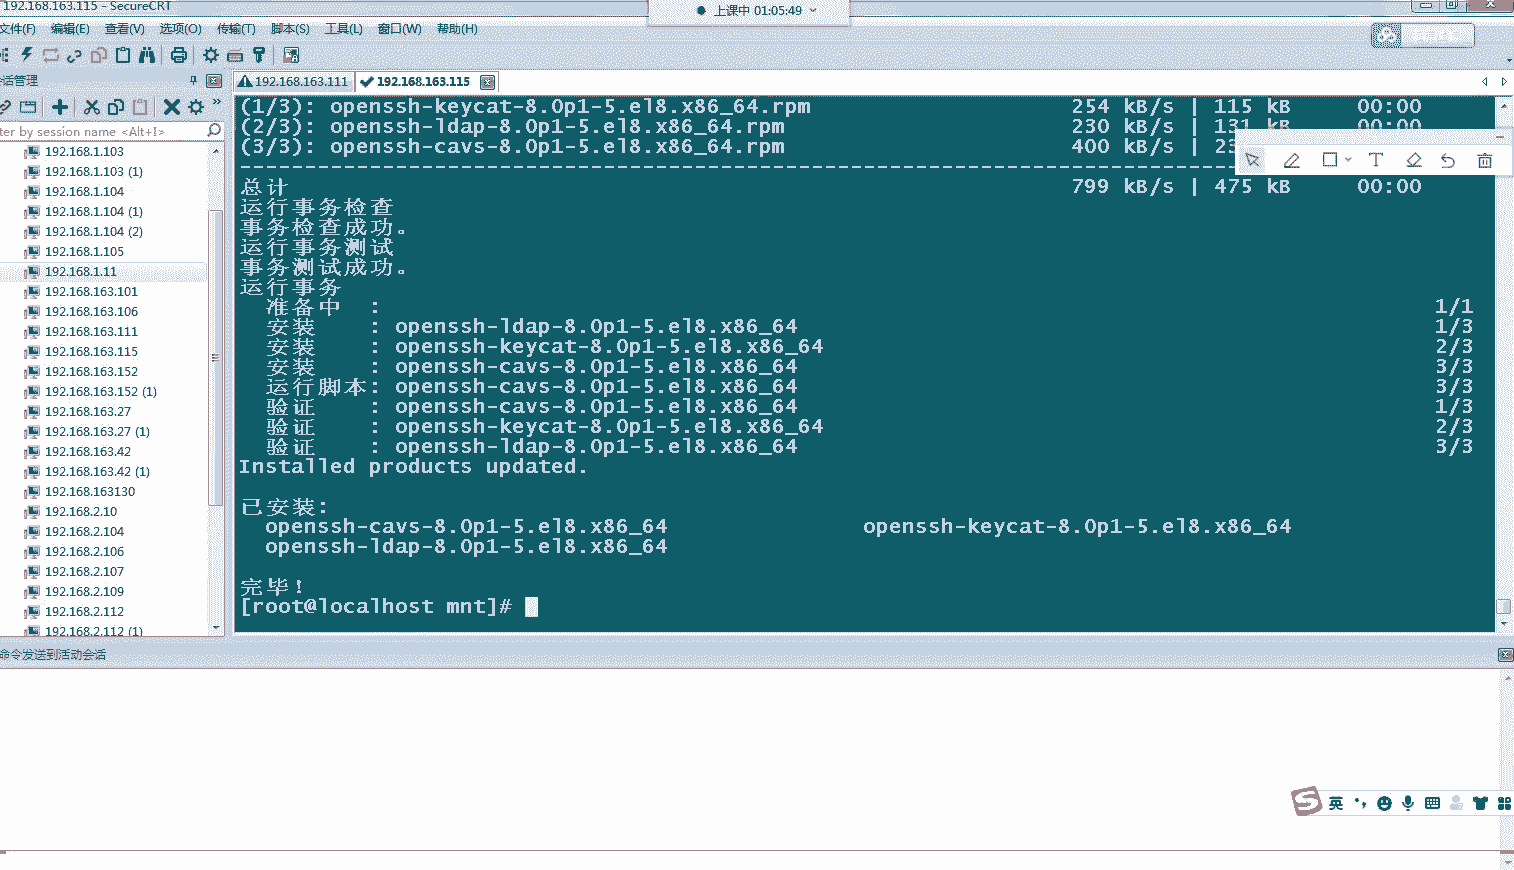 192.168.163.115 - SecureCRT
上课中 01:05:49
文件(F) 编辑(E) 查看(V) 选项(O) 传输(T) 脚本(S) 工具(L) 窗口(W) 帮助(H)
话管理
192.168.163.111
192.168.163.115
ter by session name <Alt+I>
192.168.1.103
192.168.1.103 (1)
192.168.1.104
192.168.1.104 (1)
192.168.1.104 (2)
192.168.1.105
192.168.1.11
192.168.163.101
192.168.163.106
192.168.163.111
192.168.163.115
192.168.163.152
192.168.163.152 (1)
192.168.163.27
192.168.163.27 (1)
192.168.163.42
192.168.163.42 (1)
192.168.163130
192.168.2.10
192.168.2.104
192.168.2.106
192.168.2.107
192.168.2.109
192.168.2.112
192.168.2.112 (1)
(1/3): openssh-keycat-8.0p1-5.el8.x86_64.rpm 254 kB/s | 115 kB 00:00
(2/3): openssh-ldap-8.0p1-5.el8.x86_64.rpm 230 kB/s | 131 kB 00:00
(3/3): openssh-cavs-8.0p1-5.el8.x86_64.rpm 400 kB/s |
总计 799 kB/s | 475 kB 00:00
运行事务检查
事务检查成功。
运行事务测试
事务测试成功。
运行事务
准备中 : 1/1
安装 : openssh-ldap-8.0p1-5.el8.x86_64 1/3
安装 : openssh-keycat-8.0p1-5.el8.x86_64 2/3
安装 : openssh-cavs-8.0p1-5.el8.x86_64 3/3
运行脚本: openssh-cavs-8.0p1-5.el8.x86_64 3/3
验证 : openssh-cavs-8.0p1-5.el8.x86_64 1/3
验证 : openssh-keycat-8.0p1-5.el8.x86_64 2/3
验证 : openssh-ldap-8.0p1-5.el8.x86_64 3/3
Installed products updated.
已安装:
openssh-cavs-8.0p1-5.el8.x86_64 openssh-keycat-8.0p1-5.el8.x86_64
openssh-ldap-8.0p1-5.el8.x86_64
完毕！
[root@localhost mnt]#
命令发送到活动会话
英